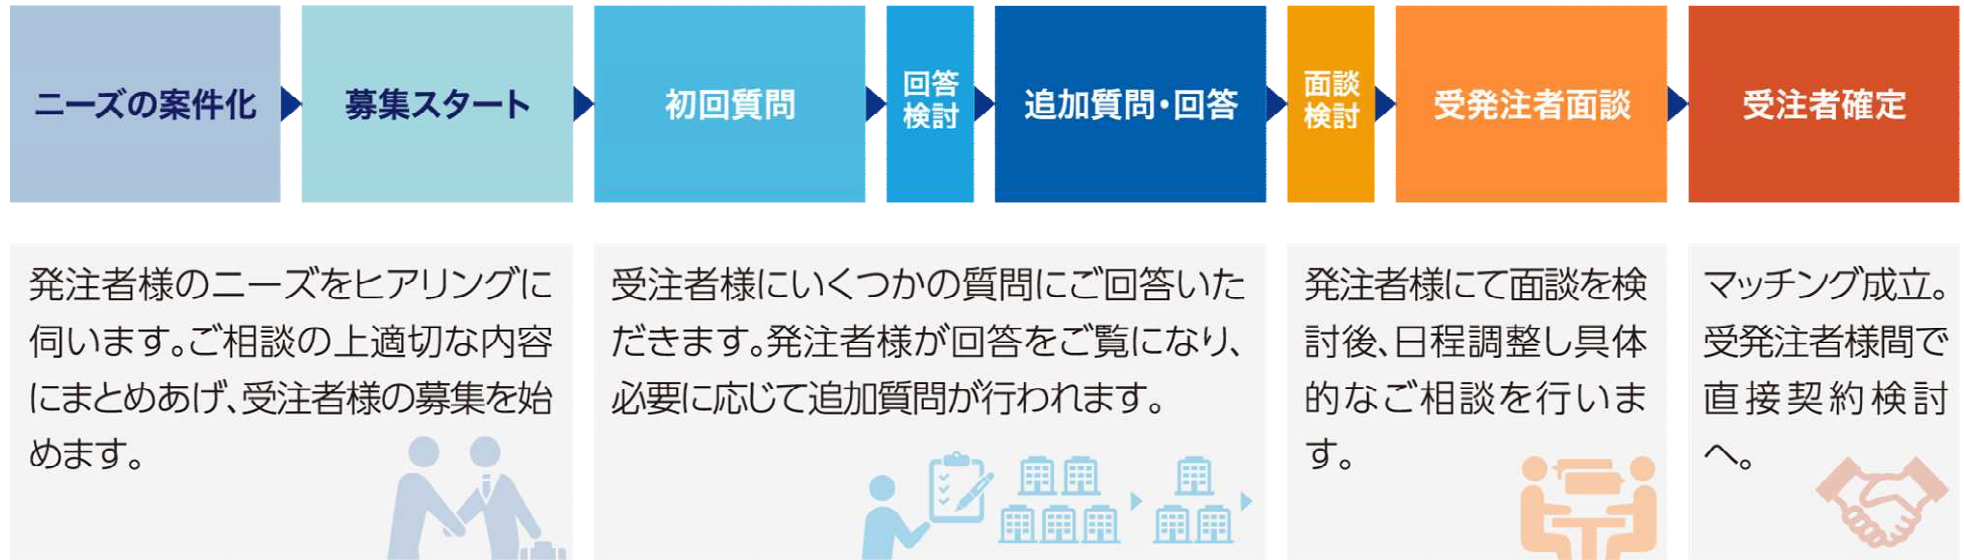 ニーズの案件化
募集スタート
初回質問
回答
検討
追加質問・回答
面談
検討
受発注者面談
受注者確定
発注者様のニーズをヒアリングに
伺います。ご相談の上適切な内容
にまとめあげ、受注者様の募集を始
めます。
受注者様にいくつかの質問にご回答いた
だきます。発注者様が回答をご覧になり、
必要に応じて追加質問が行われます。
発注者様にて面談を検
討後、日程調整し具体
的なご相談を行いま
す。
マッチング成立。
受発注者様間で
直接契約検討
へ。